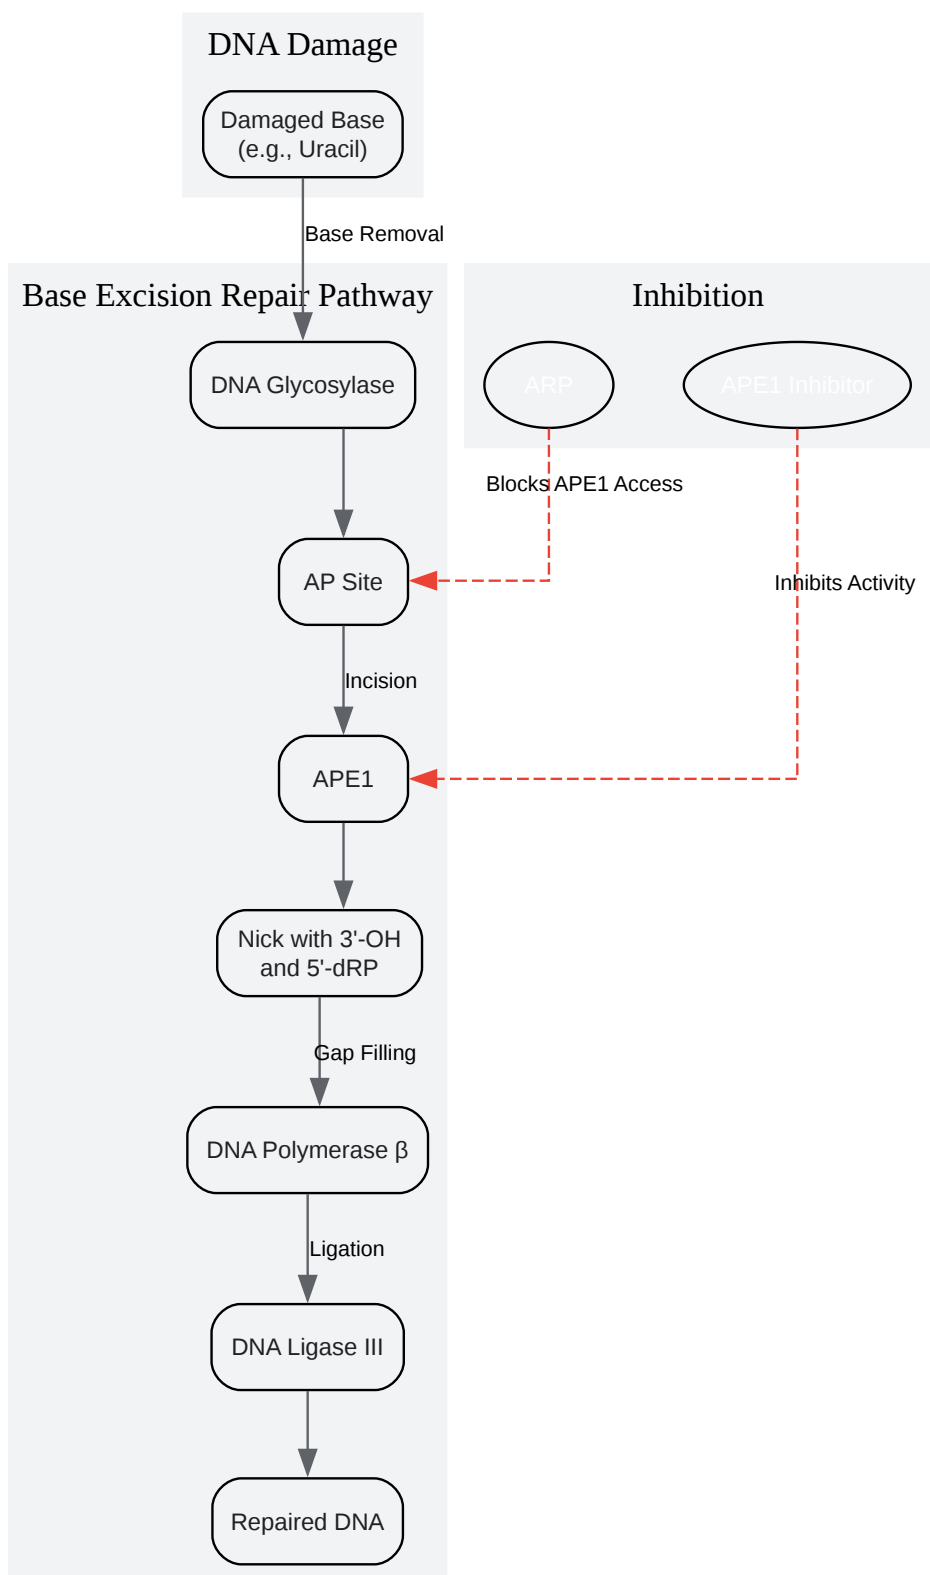 DNA Damage
Damaged Base
(e.g., Uracil)
Base Removal
Base Excision Repair Pathway
Inhibition
DNA Glycosylase
ARP
APE1 Inhibitor
Blocks APE1 Access
AP Site
Inhibits Activity
Incision
APE1
Nick with 3'-OH
and 5'-dRP
Gap Filling
DNA Polymerase β
Ligation
DNA Ligase III
Repaired DNA